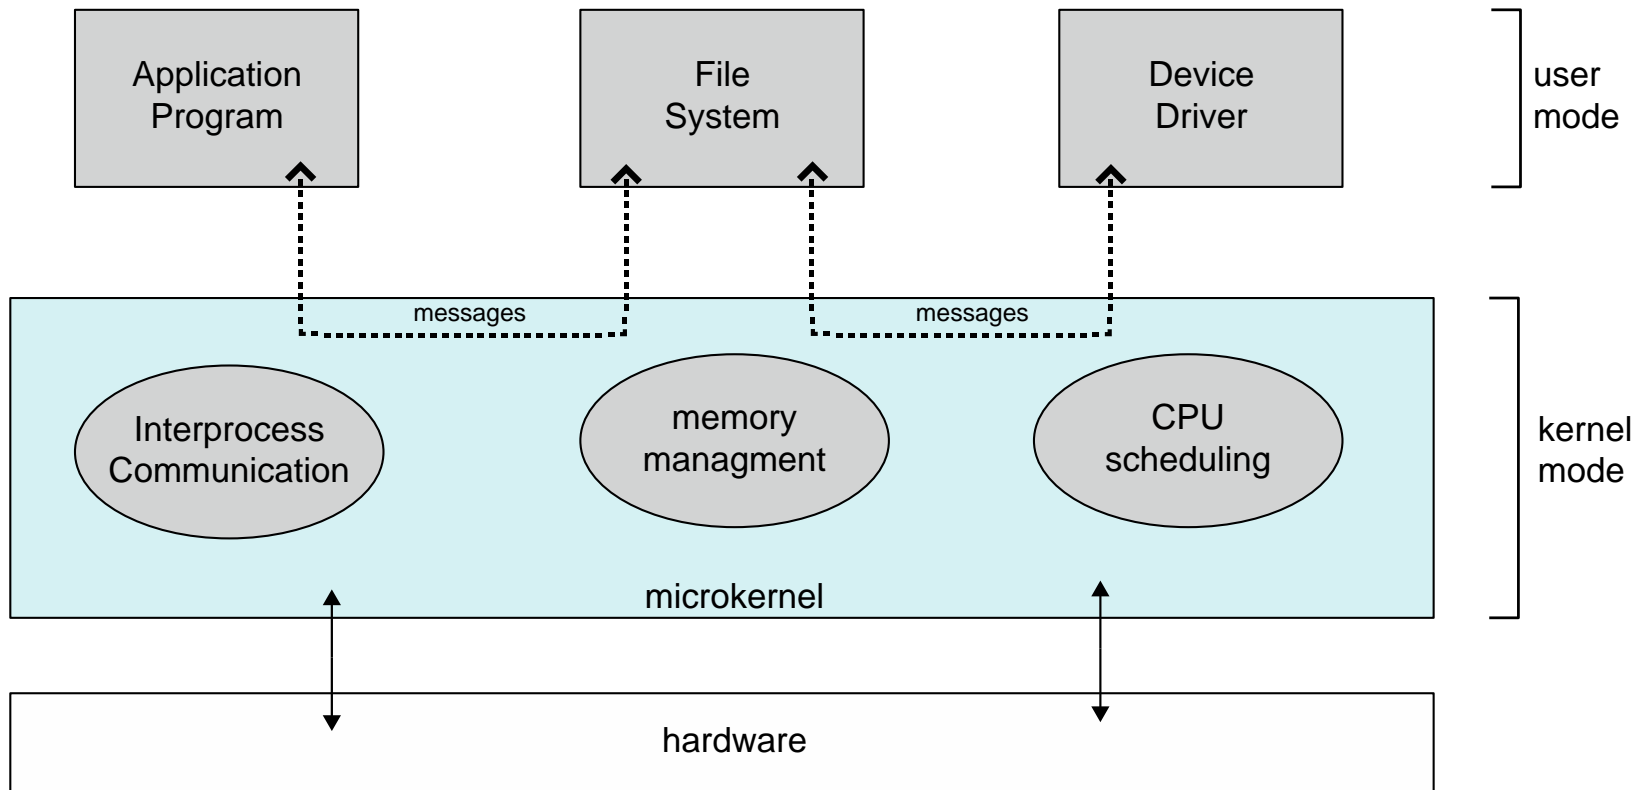 Application
Program
File
System
Device
Driver
user
mode
messages
messages
Interprocess
Communication
memory
managment
CPU
scheduling
kernel
mode
microkernel
hardware